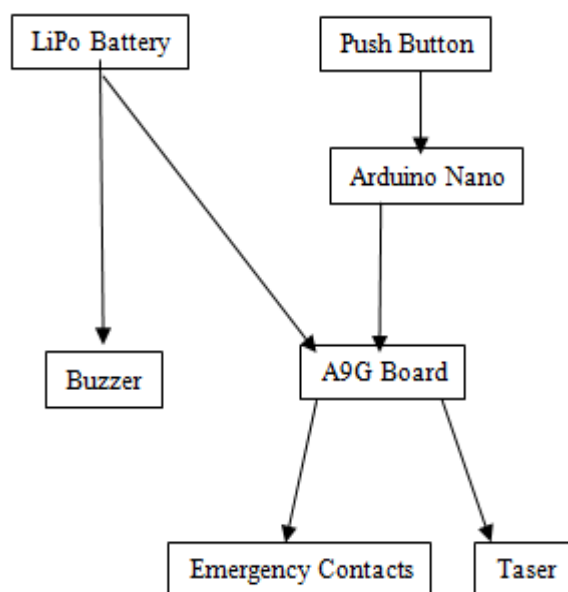 LiPo Battery
Push Button
Arduino Nano
Buzzer
A9G Board
Emergency Contacts
Taser